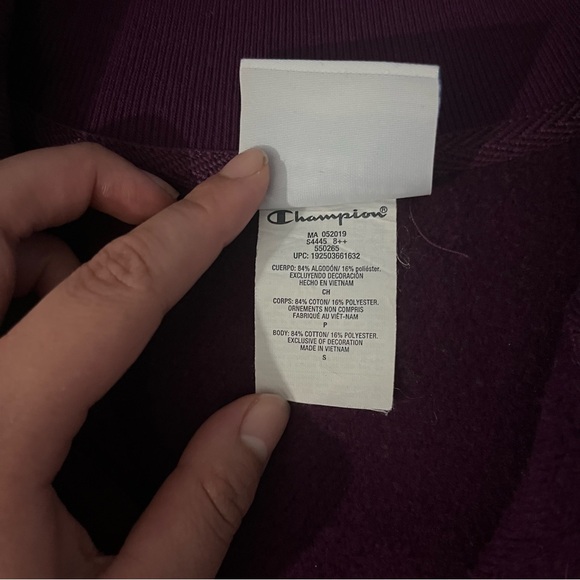 Champion®
MA 052019
S4445 8++
550265
UPC: 192503661632
CUERPO: 84% ALGODÓN/ 16% poliéster.
EXCLUYENDO DECORACIÓN
HECHO EN VIETNAM
CH
CORPS: 84% COTON/ 16% POLYESTER.
ORNEMENTS NON COMPRIS
FABRIQUÉ AU VIÊT-NAM
P
BODY: 84% COTTON/ 16% POLYESTER.
EXCLUSIVE OF DECORATION
MADE IN VIETNAM
S